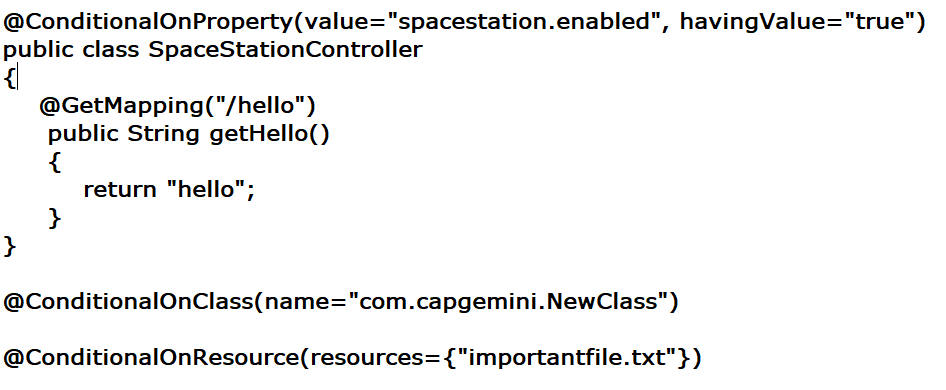 @ConditionalOnProperty(value="spacestation.enabled", havingValue="true")
public class SpaceStationController
{
@GetMapping("/hello")
public String getHello()
{
return "hello";
}
}
@ConditionalOnClass(name="com.capgemini.NewClass")
@ConditionalOnResource(resources={"importantfile.txt"})